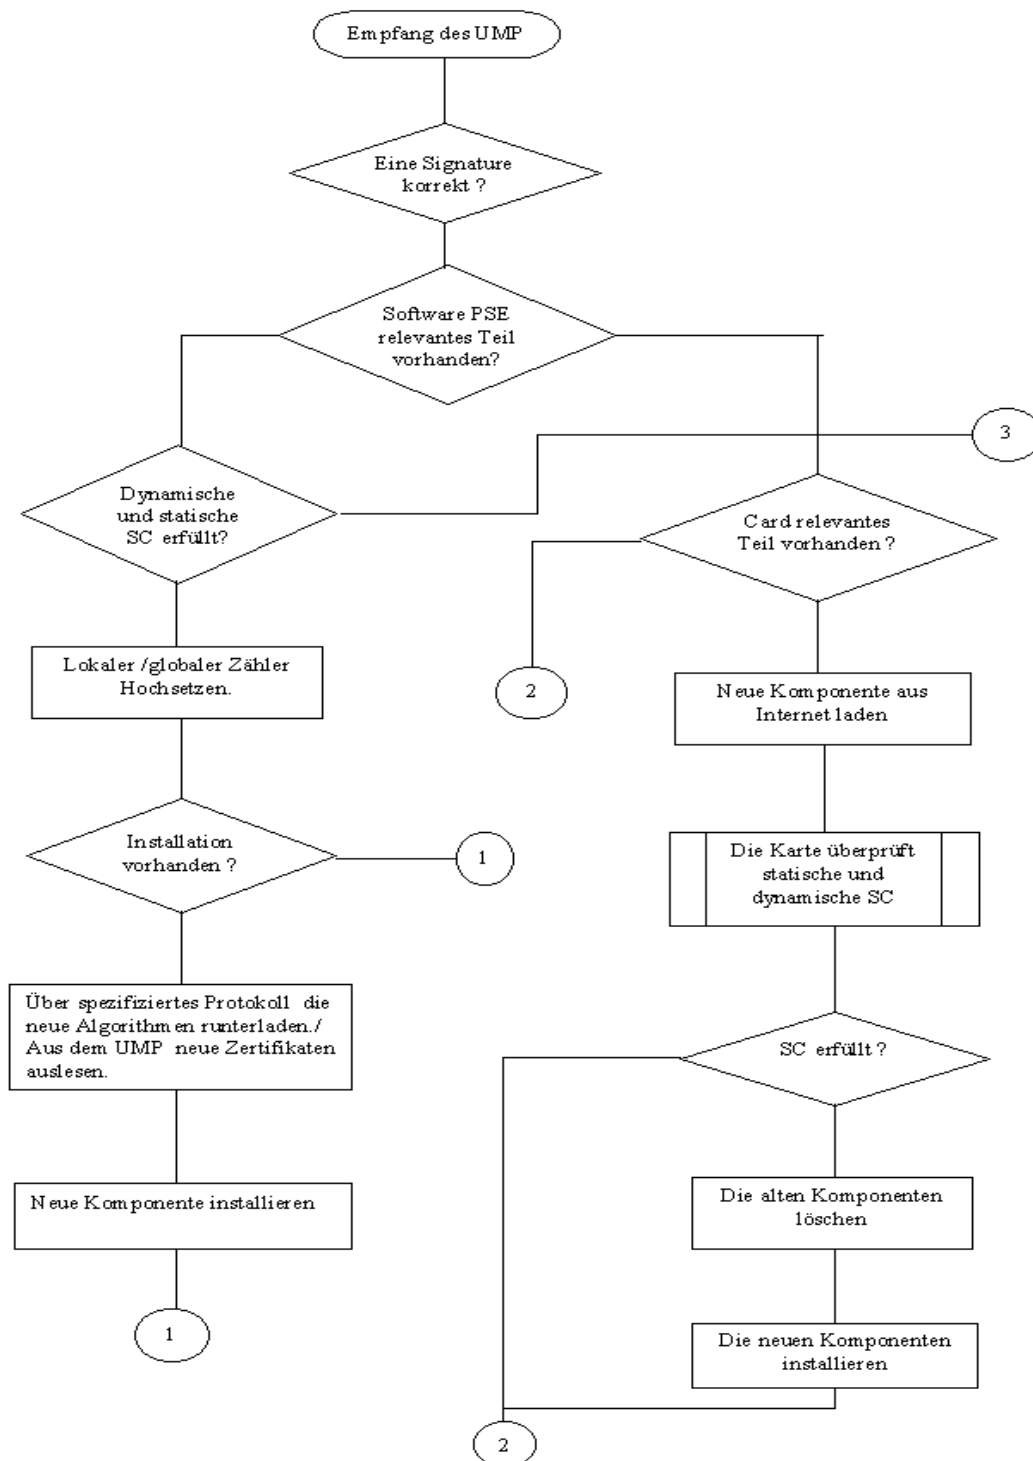 Empfang des UMP
Eine Signature
korrekt ?
Software PSE
relevantes Teil
vorhanden?
3
Dynamische
und statische
SC erfüllt?
Card relevantes
Teil vorhanden ?
Lokaler /globaler Zähler
Hochsetzen.
2
Neue Komponente aus
Internet laden
Installation
vorhanden ?
1
Die Karte überprüft
statische und
dynamische SC
Über spezifiziertes Protokoll die
neue Algorithmen runterladen./
Aus dem UMP neue Zertifikaten
auslesen.
SC erfüllt ?
Neue Komponente installieren
Die alten Komponenten
löschen
1
Die neuen Komponenten
installieren
2